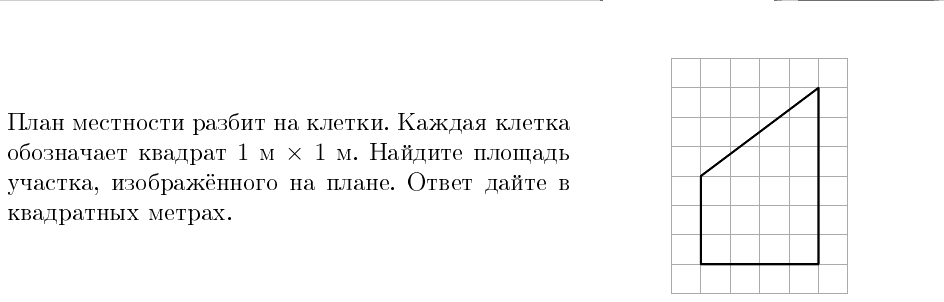 План местности разбит на клетки. Каждая клетка
обозначает квадрат 1 м × 1 м. Найдите площадь
участка, изображённого на плане. Ответ дайте в
квадратных метрах.